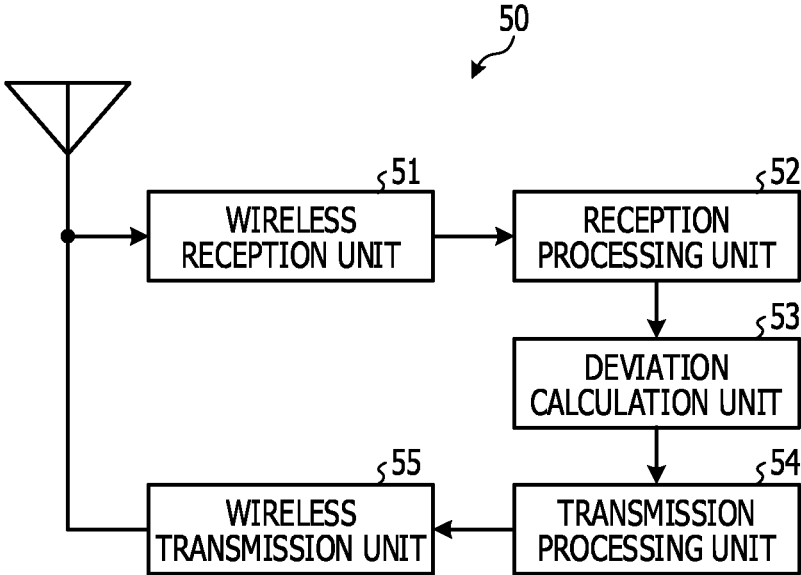 50
51
WIRELESS
RECEPTION UNIT
52
RECEPTION
PROCESSING UNIT
53
DEVIATION
CALCULATION UNIT
55
WIRELESS
TRANSMISSION UNIT
54
TRANSMISSION
PROCESSING UNIT